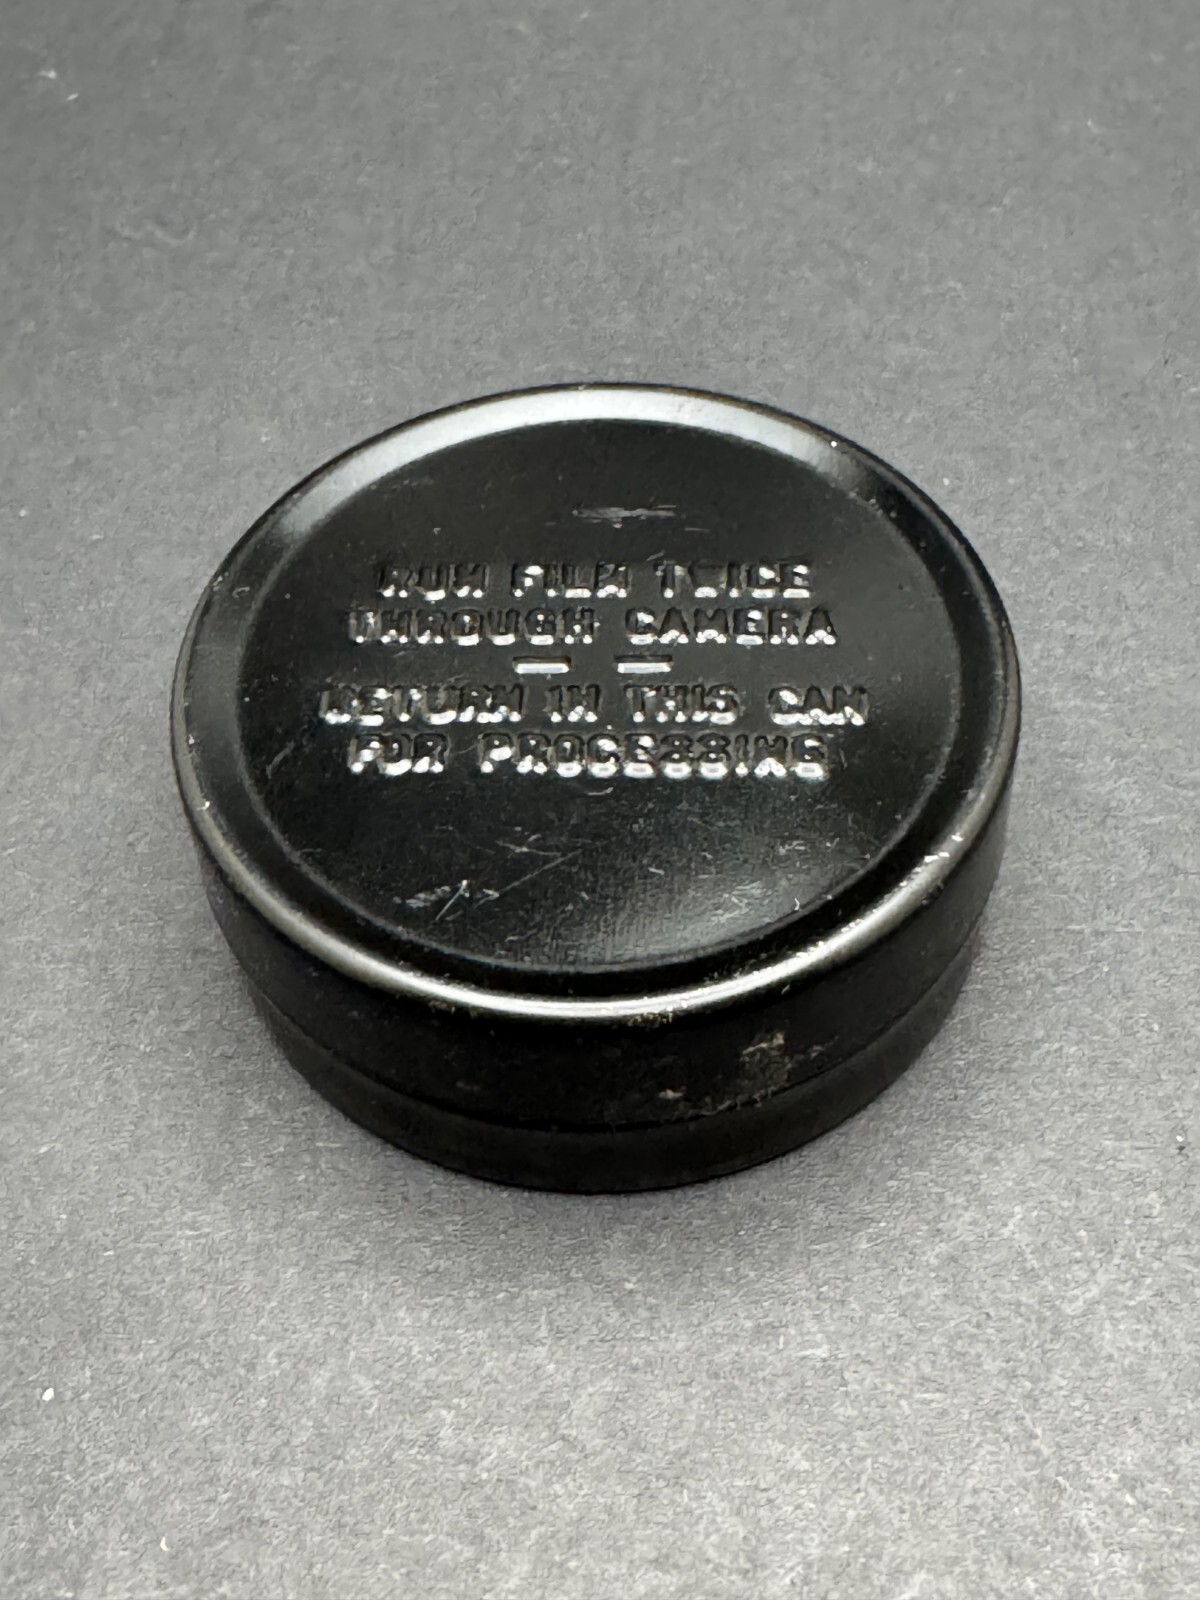 RUN FILM TWICE
THROUGH CAMERA
— —
RETURN IN THIS CAN
FOR PROCESSING